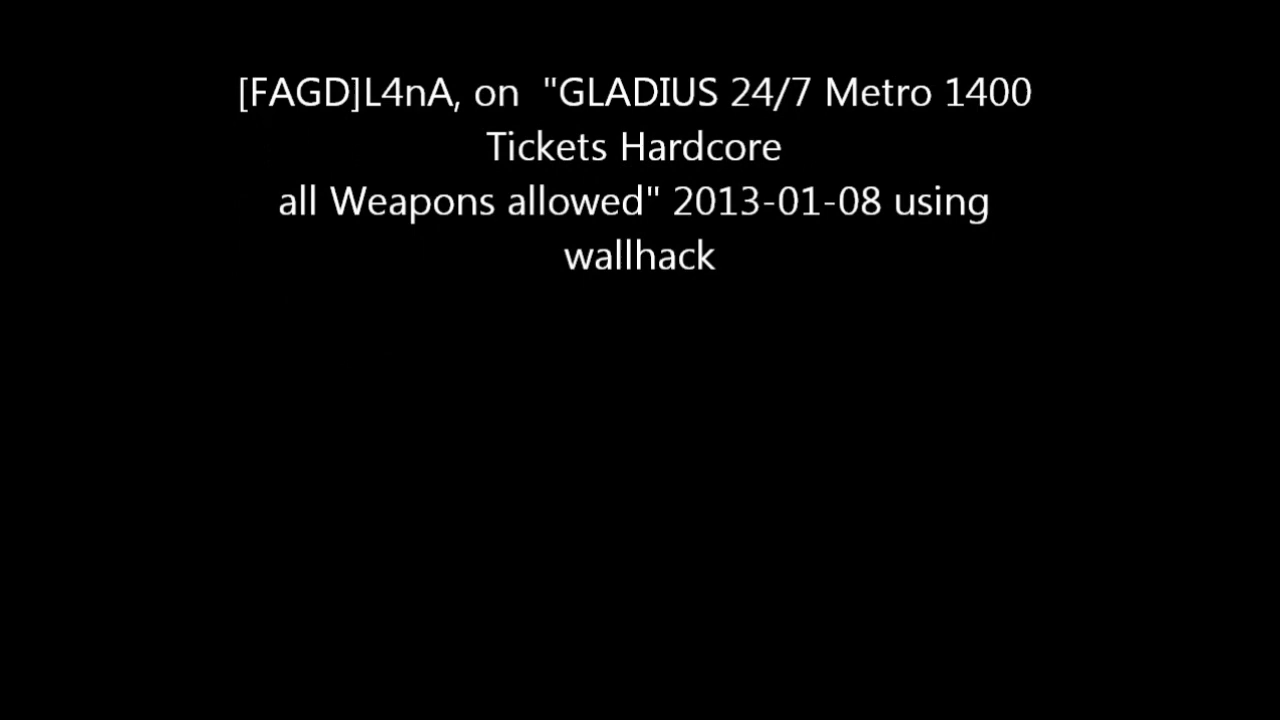 [FAGD]L4nA, on  "GLADIUS 24/7 Metro 1400
Tickets Hardcore
all Weapons allowed" 2013-01-08 using
wallhack